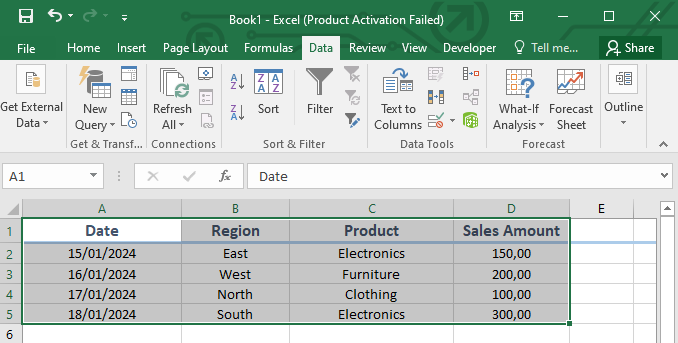 Book1 - Excel (Product Activation Failed)
File Home Insert Page Layout Formulas Data Review View Developer Tell me... Share
Get External Data
New Query
Refresh All
Sort
Filter
Text to Columns
What-If Analysis
Forecast Sheet
Outline
Get & Transf... Connections Sort & Filter Data Tools Forecast
A1 fx Date
A B C D E
1 Date Region Product Sales Amount
2 15/01/2024 East Electronics 150,00
3 16/01/2024 West Furniture 200,00
4 17/01/2024 North Clothing 100,00
5 18/01/2024 South Electronics 300,00
6